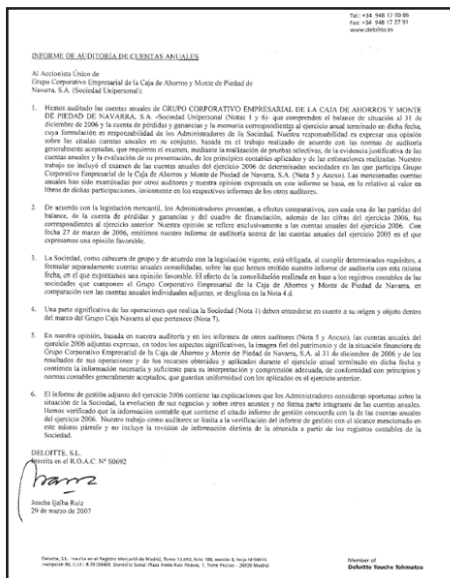 Tel.: +34 948 17 00 86
Fax: +34 948 17 27 91
www.deloitte.es
INFORME DE AUDITORÍA DE CUENTAS ANUALES
Al Accionista Único de
Grupo Corporativo Empresarial de la Caja de Ahorros y Monte de Piedad de
Navarra, S.A. (Sociedad Unipersonal):
1. Hemos auditado las cuentas anuales de GRUPO CORPORATIVO EMPRESARIAL DE LA CAJA DE AHORROS Y MONTE
DE PIEDAD DE NAVARRA, S.A. -Sociedad Unipersonal (Notas 1 y 6)- que comprenden el balance de situación al 31 de
diciembre de 2006 y la cuenta de pérdidas y ganancias y la memoria correspondientes al ejercicio anual terminado en dicha fecha,
cuya formulación es responsabilidad de los Administradores de la Sociedad. Nuestra responsabilidad es expresar una opinión
sobre las citadas cuentas anuales en su conjunto, basada en el trabajo realizado de acuerdo con las normas de auditoría
generalmente aceptadas, que requieren el examen, mediante la realización de pruebas selectivas, de la evidencia justificativa de las
cuentas anuales y la evaluación de su presentación, de los principios contables aplicados y de las estimaciones realizadas. Nuestro
trabajo no incluyó el examen de las cuentas anuales del ejercicio 2006 de determinadas sociedades en las que participa Grupo
Corporativo Empresarial de la Caja de Ahorros y Monte de Piedad de Navarra, S.A. (Nota 5 y Anexo). Las mencionadas cuentas
anuales han sido examinadas por otros auditores y nuestra opinión expresada en este informe se basa, en lo relativo al valor en
libros de dichas participaciones, únicamente en los respectivos informes de los otros auditores.
2. De acuerdo con la legislación mercantil, los Administradores presentan, a efectos comparativos, con cada una de las partidas del
balance, de la cuenta de pérdidas y ganancias y del cuadro de financiación, además de las cifras del ejercicio 2006, las
correspondientes al ejercicio anterior. Nuestra opinión se refiere exclusivamente a las cuentas anuales del ejercicio 2006. Con
fecha 27 de marzo de 2006, emitimos nuestro informe de auditoría acerca de las cuentas anuales del ejercicio 2005 en el que
expresamos una opinión favorable.
3. La Sociedad, como cabecera de grupo y de acuerdo con la legislación vigente, está obligada, al cumplir determinados requisitos, a
formular separadamente cuentas anuales consolidadas, sobre las que hemos emitido nuestro informe de auditoría con esta misma
fecha, en el que expresamos una opinión favorable. El efecto de la consolidación realizada en base a los registros contables de las
sociedades que componen el Grupo Corporativo Empresarial de la Caja de Ahorros y Monte de Piedad de Navarra, en
comparación con las cuentas anuales individuales adjuntas, se desglosa en la Nota 4.d.
4. Una parte significativa de las operaciones que realiza la Sociedad (Nota 1) deben entenderse en cuanto a su origen y objeto dentro
del marco del Grupo Caja Navarra al que pertenece (Nota 7).
5. En nuestra opinión, basada en nuestra auditoría y en los informes de otros auditores (Nota 5 y Anexo), las cuentas anuales del
ejercicio 2006 adjuntas expresan, en todos los aspectos significativos, la imagen fiel del patrimonio y de la situación financiera de
Grupo Corporativo Empresarial de la Caja de Ahorros y Monte de Piedad de Navarra, S.A. al 31 de diciembre de 2006 y de los
resultados de sus operaciones y de los recursos obtenidos y aplicados durante el ejercicio anual terminado en dicha fecha y
contienen la información necesaria y suficiente para su interpretación y comprensión adecuada, de conformidad con principios y
normas contables generalmente aceptados, que guardan uniformidad con los aplicados en el ejercicio anterior.
6. El informe de gestión adjunto del ejercicio 2006 contiene las explicaciones que los Administradores consideran oportunas sobre la
situación de la Sociedad, la evolución de sus negocios y sobre otros asuntos y no forma parte integrante de las cuentas anuales.
Hemos verificado que la información contable que contiene el citado informe de gestión concuerda con la de las cuentas anuales
del ejercicio 2006. Nuestro trabajo como auditores se limita a la verificación del informe de gestión con el alcance mencionado en
este mismo párrafo y no incluye la revisión de información distinta de la obtenida a partir de los registros contables de la
Sociedad.
DELOITTE, S.L.
Inscrita en el R.O.A.C. Nº S0692
Joseba Ijalba Ruiz
29 de marzo de 2007
Deloitte, S.L. Inscrita en el Registro Mercantil de Madrid, Tomo 13.650, folio 188, sección 8, hoja M-54414,
inscripción 96, C.I.F.: B-79104469. Domicilio Social: Plaza Pablo Ruiz Picasso, 1, Torre Picasso - 28020 Madrid
Member of
Deloitte Touche Tohmatsu